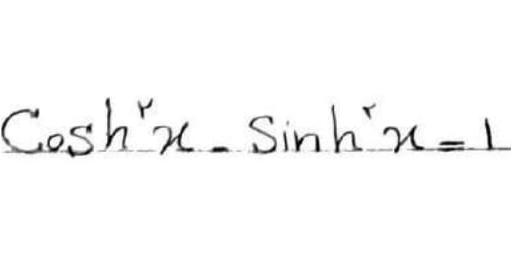 Cosh²x - Sinh²x = 1